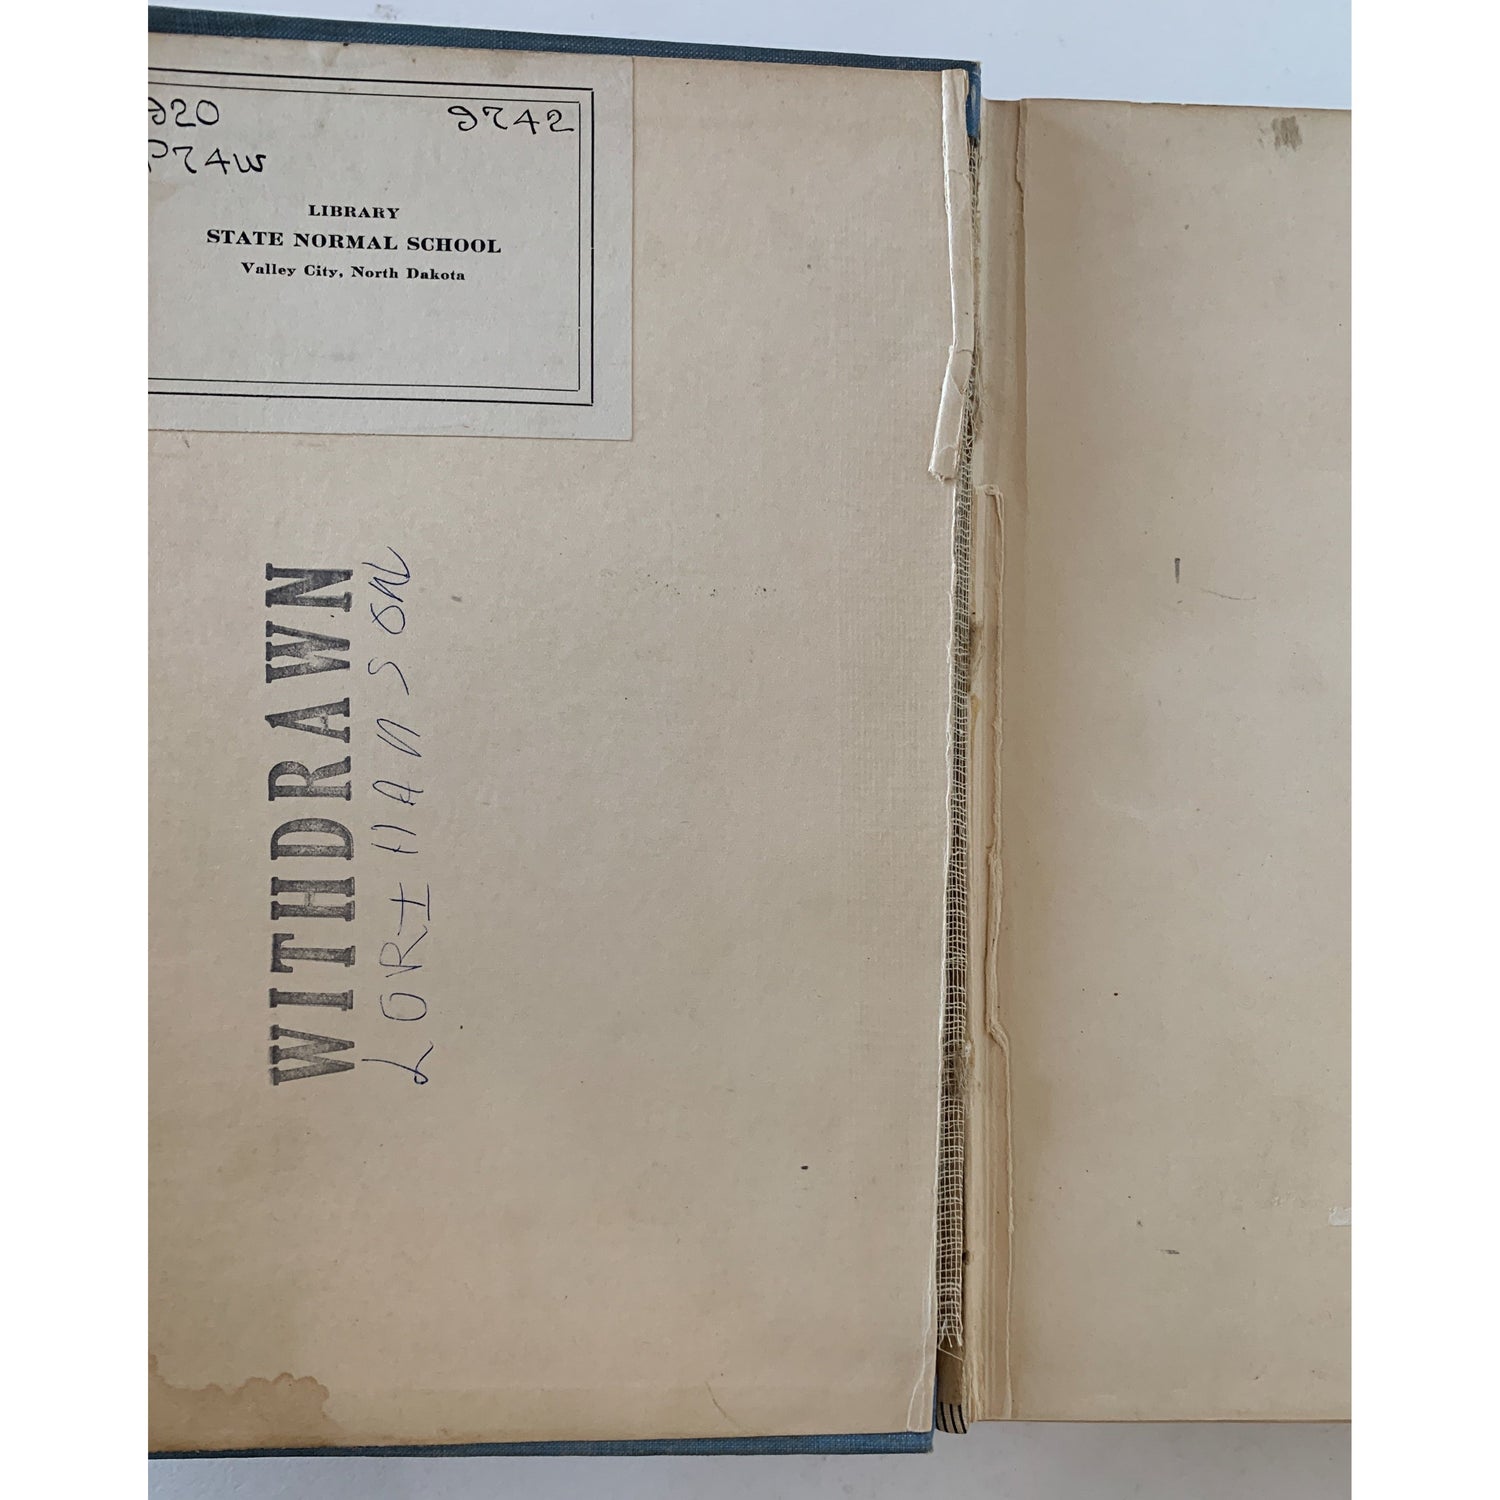 920 9742
P74W
LIBRARY
STATE NORMAL SCHOOL
Valley City, North Dakota
WITHDRAWN
LORI HANSON